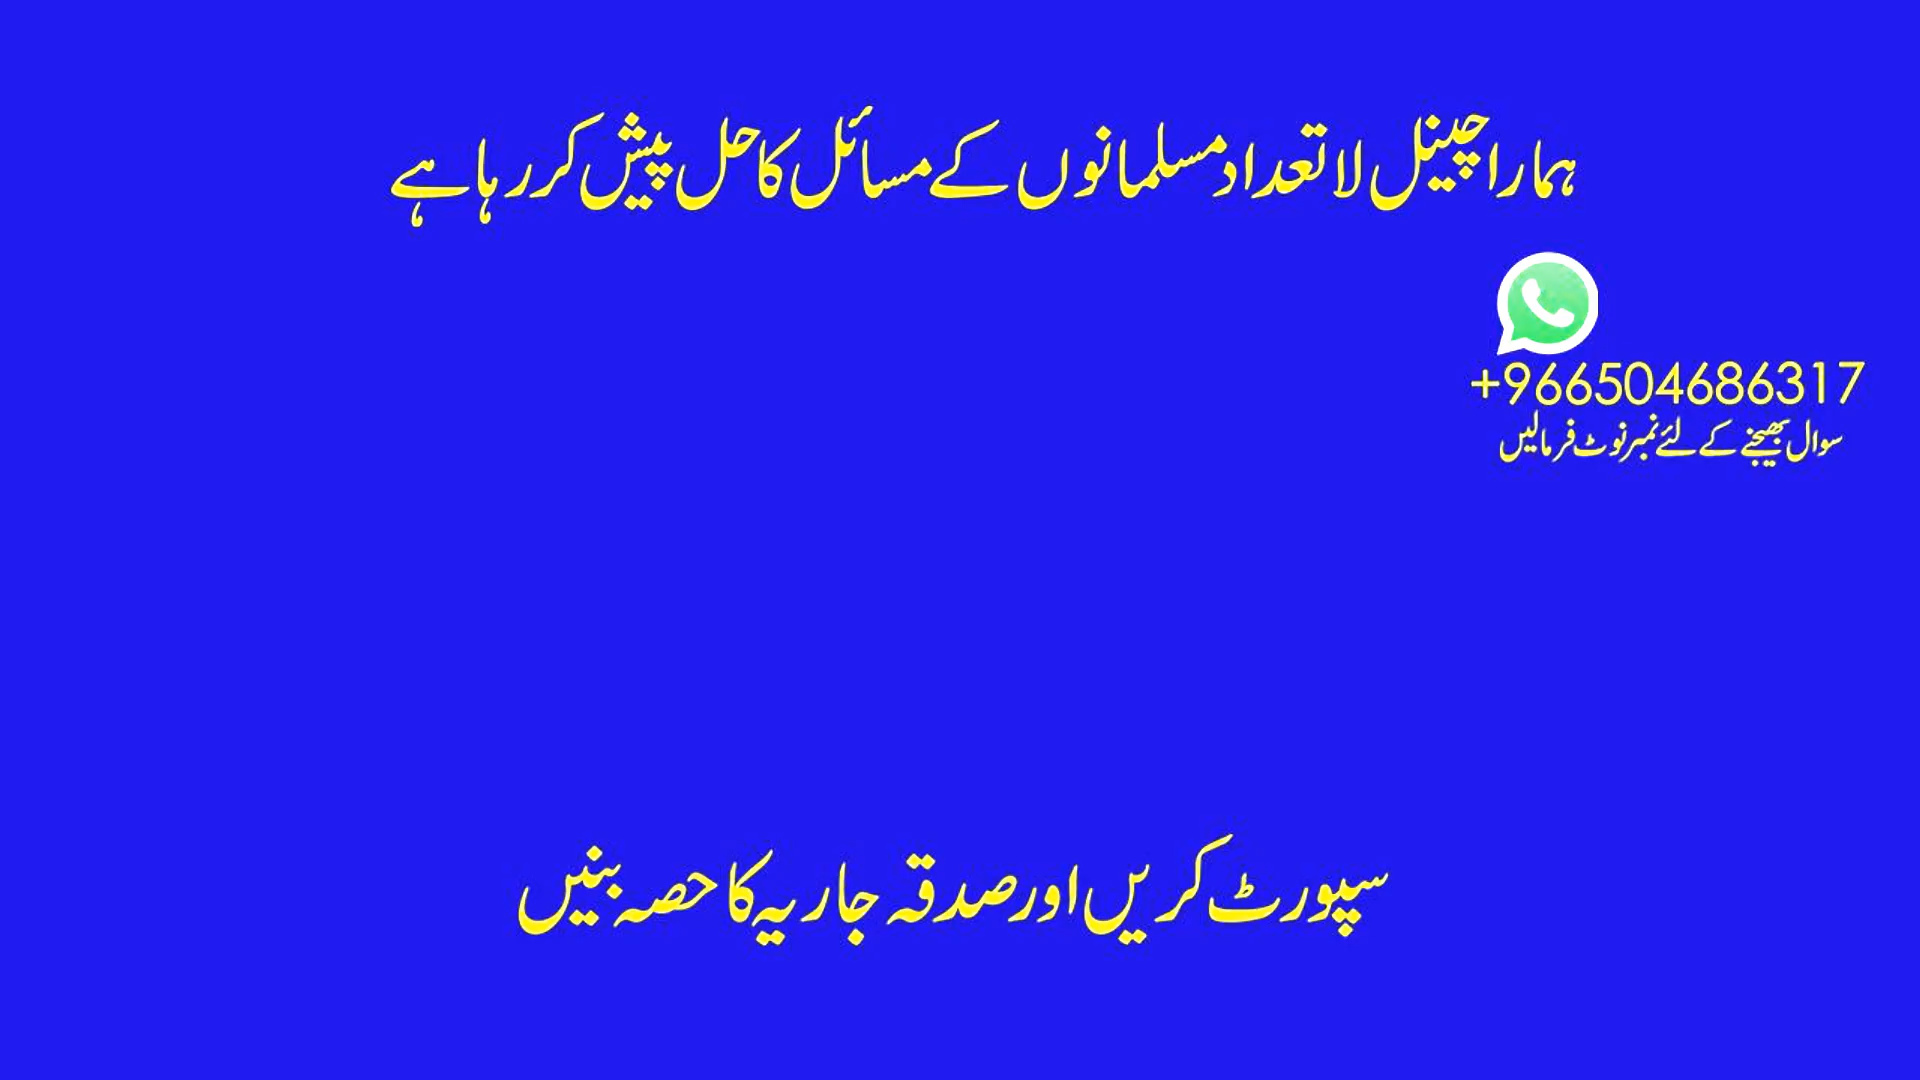 ہمارا چینل لاتعداد مسلمانوں کے مسائل کا حل پیش کر رہا ہے
+966504686317
سوال بھیجنے کے لئے نمبر نوٹ فرمالیں
سپپورٹ کریں اور صدقہ جاریہ کا حصہ بنیں